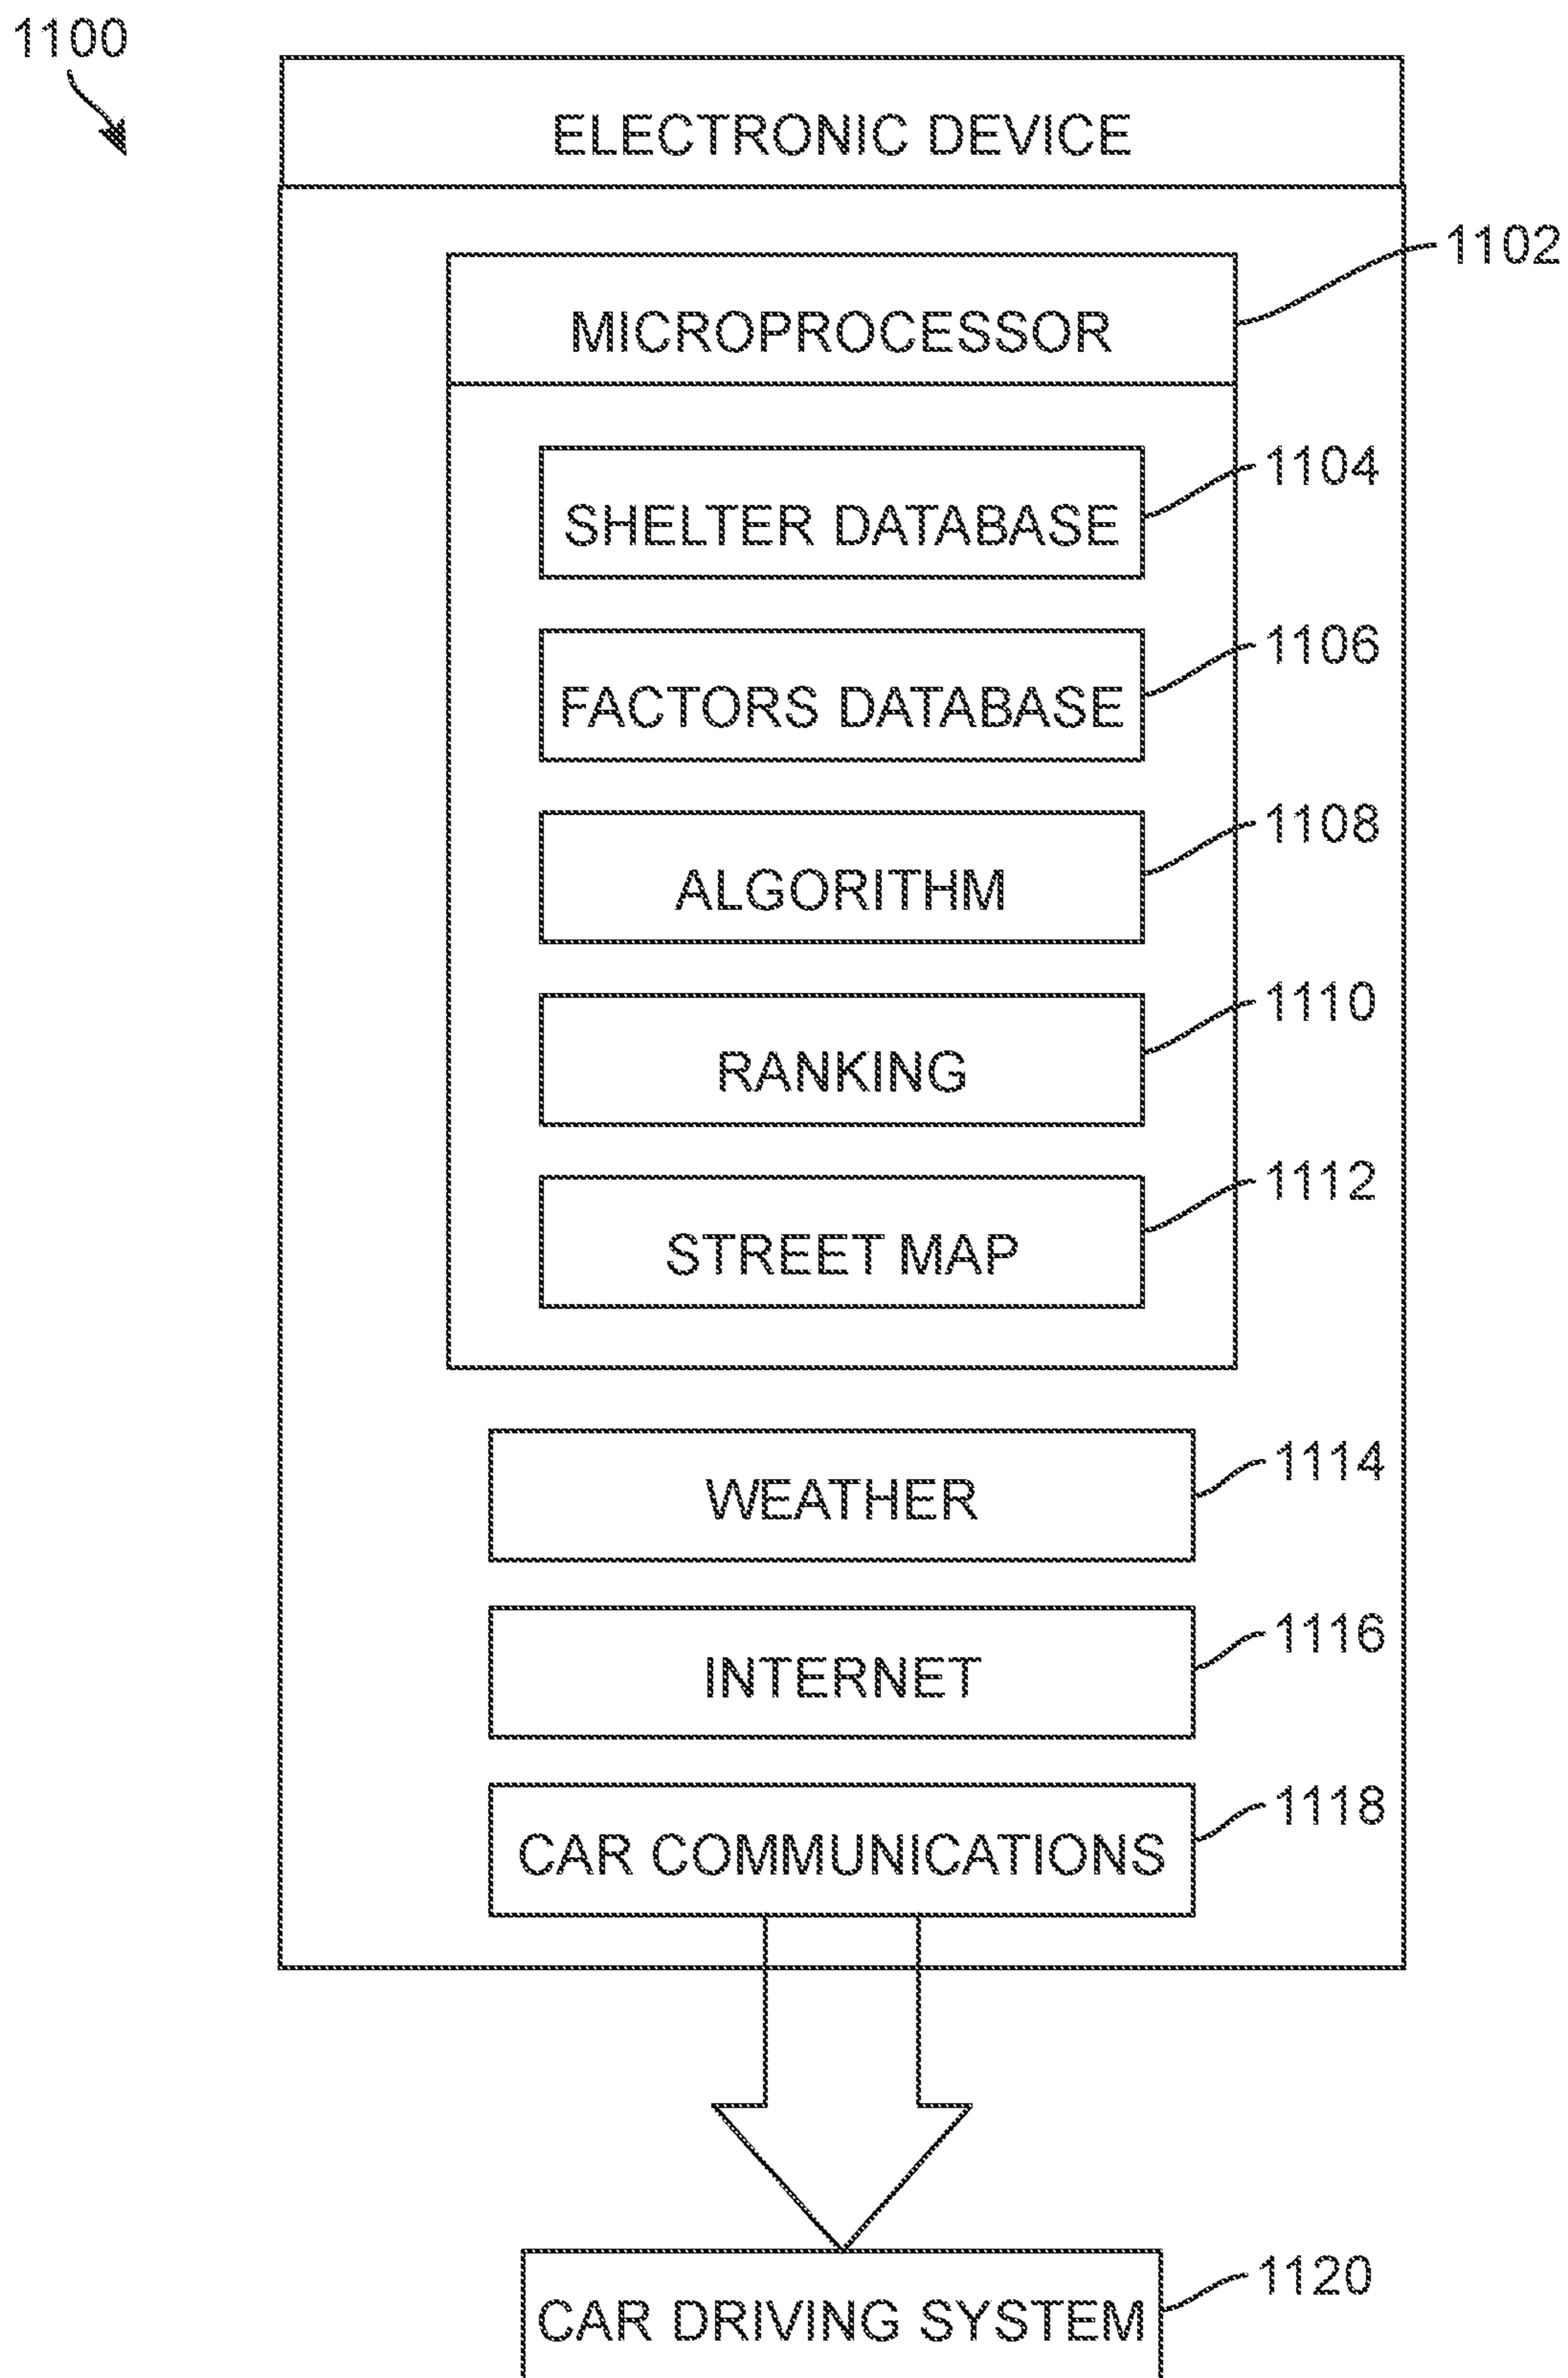 1100
ELECTRONIC DEVICE
1102
MICROPROCESSOR
1104
SHELTER DATABASE
1106
FACTORS DATABASE
1108
ALGORITHM
1110
RANKING
1112
STREET MAP
1114
WEATHER
1116
INTERNET
1118
CAR COMMUNICATIONS
1120
CAR DRIVING SYSTEM